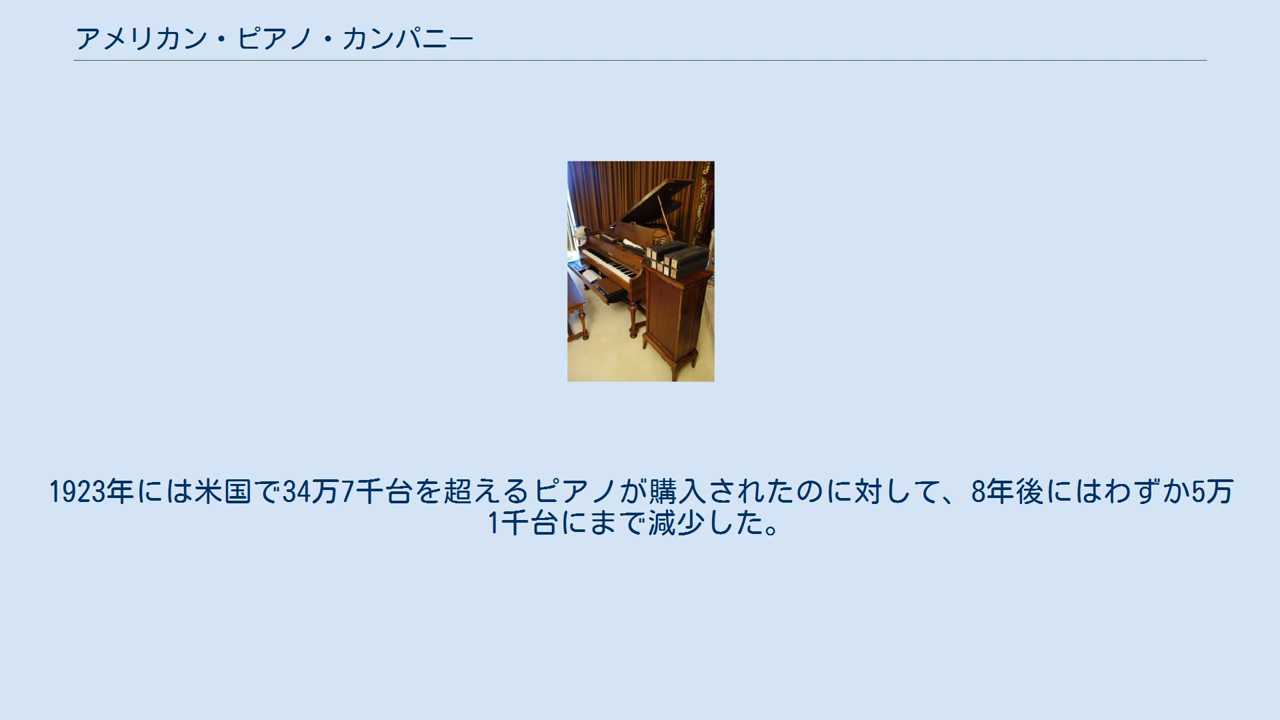 アメリカン・ピアノ・カンパニー
1923年には米国で34万7千台を超えるピアノが購入されたのに対して、8年後にはわずか5万
1千台にまで減少した。